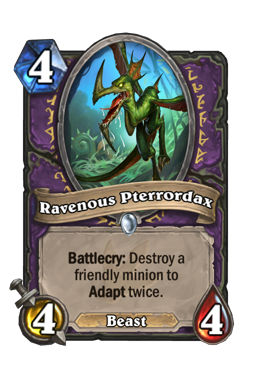 4
Ravenous Pterrordax
Battlecry: Destroy a
friendly minion to
Adapt twice.
4
Beast
4